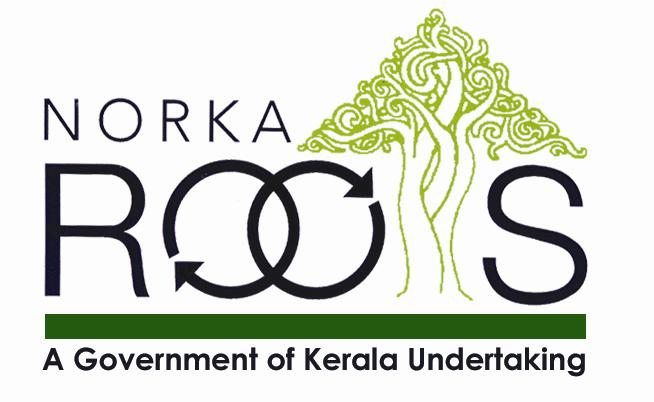 NORKA
ROOTS
A Government of Kerala Undertaking